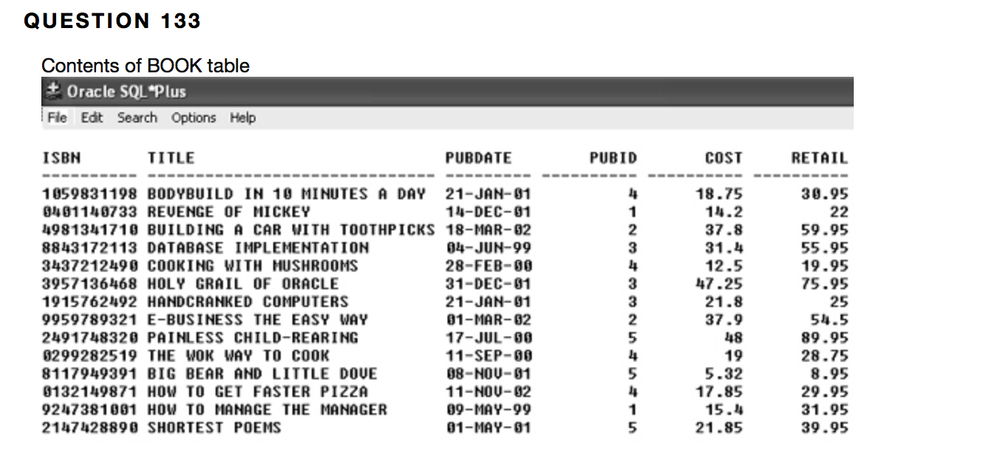 QUESTION 133
Contents of BOOK table
Oracle SQL*Plus
File Edit Search Options Help
ISBN TITLE PUBDATE PUBID COST RETAIL
---------- ------------------------------ --------- ---------- ---------- ----------
1059831198 BODYBUILD IN 10 MINUTES A DAY 21-JAN-01 4 18.75 30.95
0401140733 REVENGE OF MICKEY 14-DEC-01 1 14.2 22
4981341710 BUILDING A CAR WITH TOOTHPICKS 18-MAR-02 2 37.8 59.95
8843172113 DATABASE IMPLEMENTATION 04-JUN-99 3 31.4 55.95
3437212490 COOKING WITH MUSHROOMS 28-FEB-00 4 12.5 19.95
3957136468 HOLY GRAIL OF ORACLE 31-DEC-01 3 47.25 75.95
1915762492 HANDCRANKED COMPUTERS 21-JAN-01 3 21.8 25
9959789321 E-BUSINESS THE EASY WAY 01-MAR-02 2 37.9 54.5
2491748320 PAINLESS CHILD-REARING 17-JUL-00 5 48 89.95
0299282519 THE WOK WAY TO COOK 11-SEP-00 4 19 28.75
8117949391 BIG BEAR AND LITTLE DOVE 08-NOV-01 5 5.32 8.95
0132149871 HOW TO GET FASTER PIZZA 11-NOV-02 4 17.85 29.95
9247381001 HOW TO MANAGE THE MANAGER 09-MAY-99 1 15.4 31.95
2147428890 SHORTEST POEMS 01-MAY-01 5 21.85 39.95